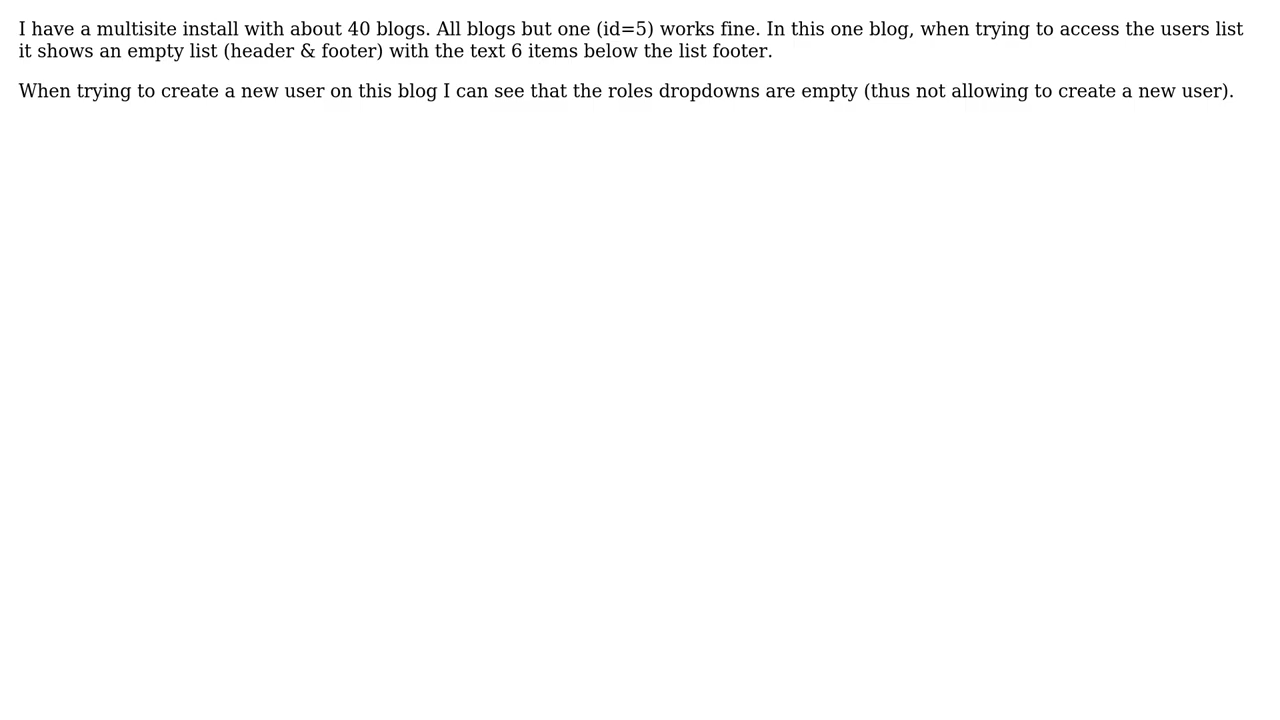 I have a multisite install with about 40 blogs. All blogs but one (id=5) works fine. In this one blog, when trying to access the users list
it shows an empty list (header & footer) with the text 6 items below the list footer.
When trying to create a new user on this blog I can see that the roles dropdowns are empty (thus not allowing to create a new user).